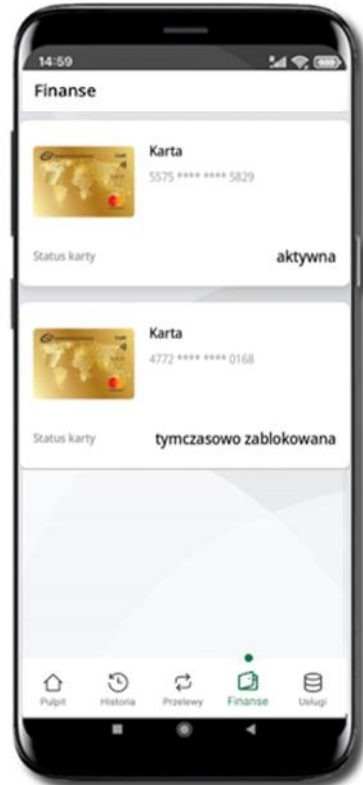 14:59
Finanse
Karta
5575 **** **** 5829
Status karty
aktywna
Karta
4772 **** **** 0168
Status karty
tymczasowo zablokowana
Pulpit
Historia
Przelewy
Finanse
Usługi